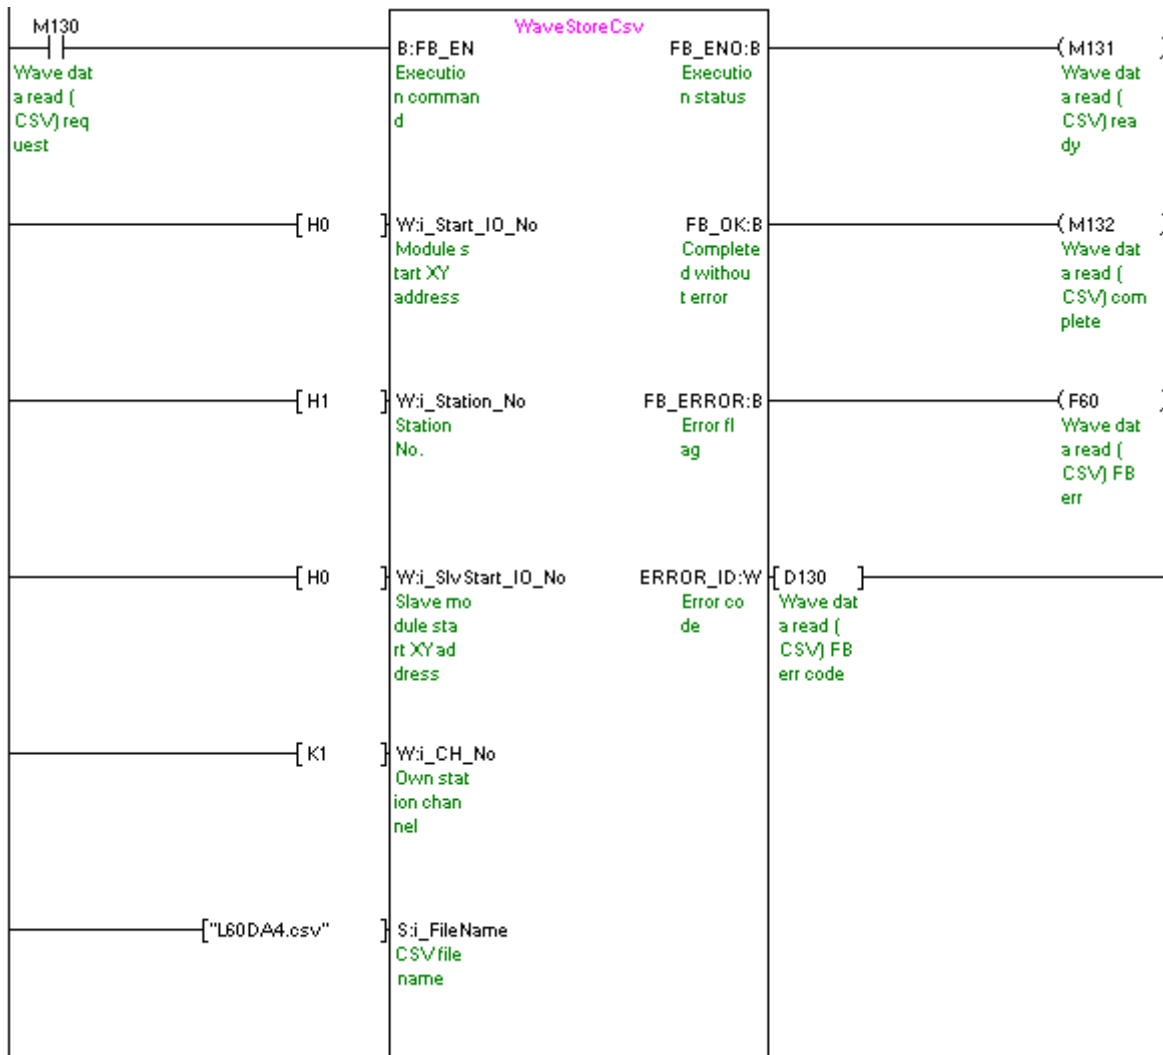 M130
WaveStoreCsv
B:FB_EN
FB_ENO:B
M131
Wave dat
a read (
CSV) req
uest
Executio
n comman
d
Executio
n status
Wave dat
a read (
CSV) rea
dy
H0
W:i_Start_IO_No
FB_OK:B
M132
Module s
tart XY
address
Complete
d withou
t error
Wave dat
a read (
CSV) com
plete
H1
W:i_Station_No
FB_ERROR:B
F60
Station
No.
Error fl
ag
Wave dat
a read (
CSV) FB
err
H0
W:i_SlvStart_IO_No
ERROR_ID:W
D130
Slave mo
dule sta
rt XY ad
dress
Error co
de
Wave dat
a read (
CSV) FB
err code
K1
W:i_CH_No
Own stat
ion chan
nel
"L60DA4.csv"
S:i_FileName
CSV file
name